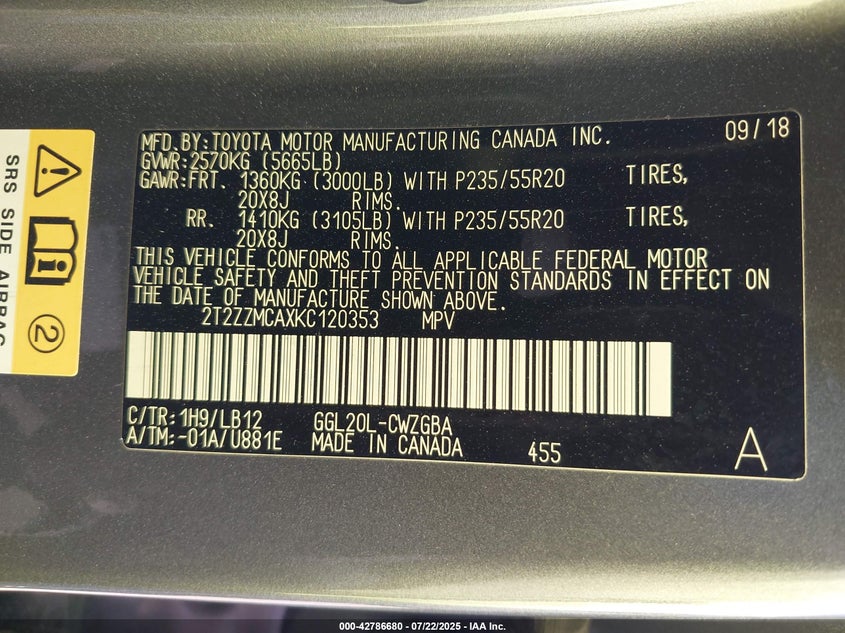 MFD.BY:TOYOTA MOTOR MANUFACTURING CANADA INC. 09/18
GVWR:2570KG (5665LB)
GAWR:FRT. 1360KG (3000LB) WITH P235/55R20 TIRES,
20X8J RIMS.
RR. 1410KG (3105LB) WITH P235/55R20 TIRES,
20X8J RIMS.
THIS VEHICLE CONFORMS TO ALL APPLICABLE FEDERAL MOTOR
VEHICLE SAFETY AND THEFT PREVENTION STANDARDS IN EFFECT ON
THE DATE OF MANUFACTURE SHOWN ABOVE.
2T2ZZMCAXKC120353 MPV
C/TR:1H9/LB12 GGL20L-CWZGBA
A/TM:-01A/U881E MADE IN CANADA 455 A
SRS SIDE AIRBAG
2
000-42786680 - 07/22/2025 - IAA Inc.